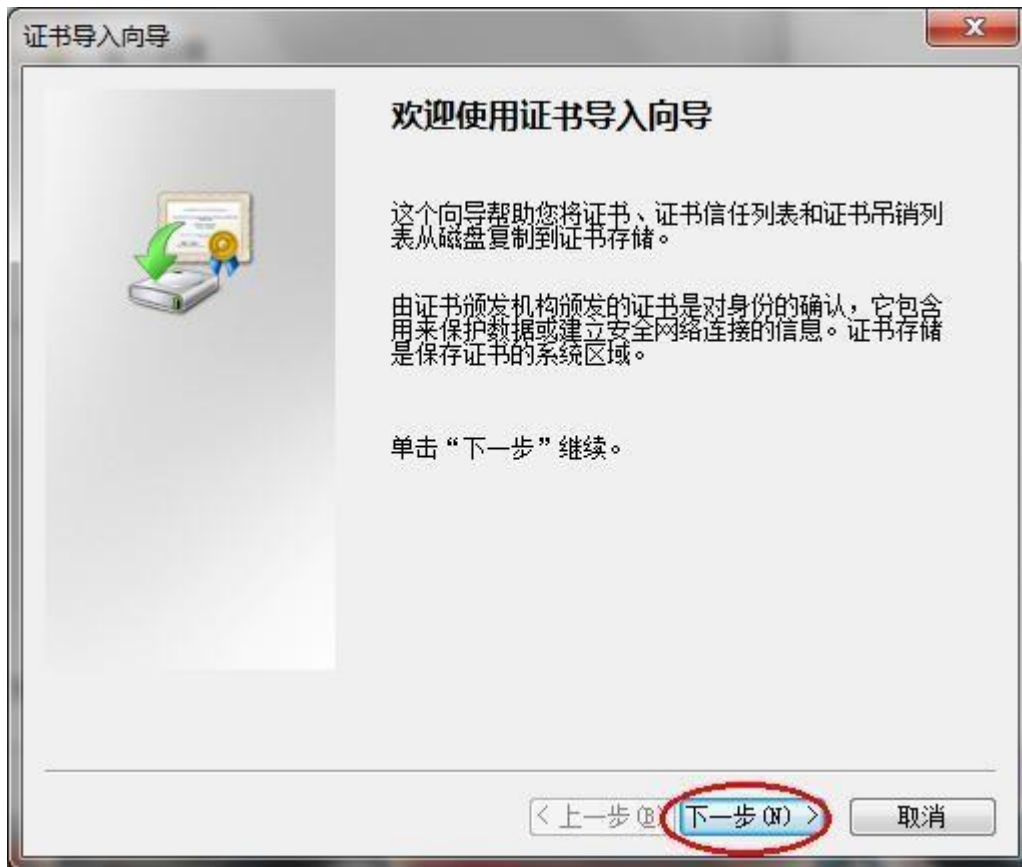 证书导入向导
欢迎使用证书导入向导
这个向导帮助您将证书、证书信任列表和证书吊销列
表从磁盘复制到证书存储。
由证书颁发机构颁发的证书是对身份的确认，它包含
用来保护数据或建立安全网络连接的信息。证书存储
是保存证书的系统区域。
单击“下一步”继续。
< 上一步(B) 下一步(N) > 取消